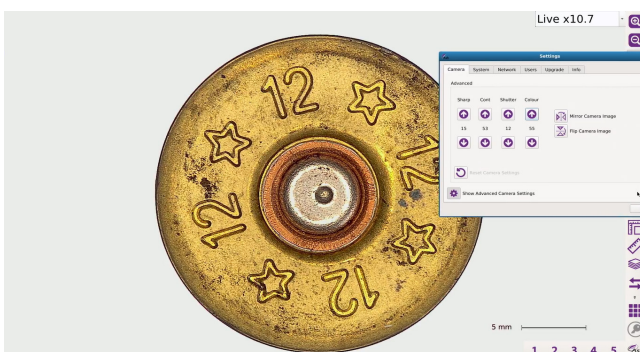 Live x10.7
Settings
Camera System Network Users Upgrade Info
Advanced
Sharp Cont Shutter Colour
15 53 12 55
Mirror Camera Image
Flip Camera Image
Reset Camera Settings
Show Advanced Camera Settings
12
12
12
12
5 mm
1 2 3 4 5